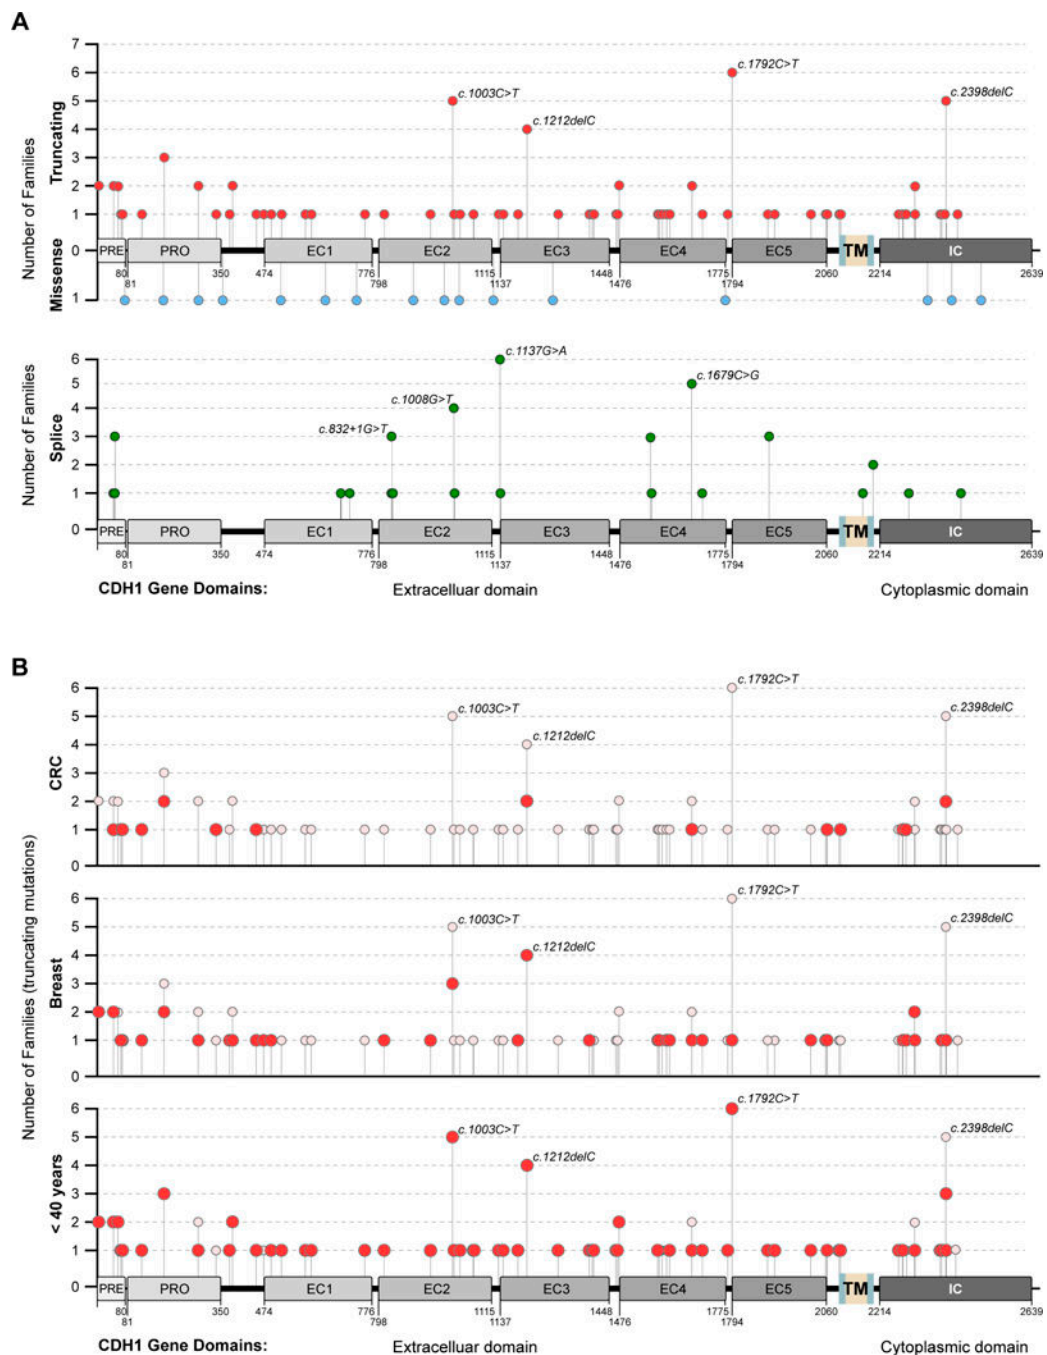 A
7
6
5
4
3
2
1
0
1
Number of Families
Truncating
Missense
c.1003C>T
c.1212delC
c.1792C>T
c.2398delC
PRE PRO EC1 EC2 EC3 EC4 EC5 TM IC
80 81 350 474 776 798 1115 1137 1448 1476 1775 1794 2060 2214 2639
6
5
4
3
2
1
0
Number of Families
Splice
c.832+1G>T
c.1008G>T
c.1137G>A
c.1679C>G
PRE PRO EC1 EC2 EC3 EC4 EC5 TM IC
80 81 350 474 776 798 1115 1137 1448 1476 1775 1794 2060 2214 2639
CDH1 Gene Domains: Extracelluar domain Cytoplasmic domain
B
Number of Families (truncating mutations)
6
5
4
3
2
1
0
CRC
c.1003C>T
c.1212delC
c.1792C>T
c.2398delC
6
5
4
3
2
1
0
Breast
c.1003C>T
c.1212delC
c.1792C>T
c.2398delC
6
5
4
3
2
1
0
< 40 years
c.1003C>T
c.1212delC
c.1792C>T
c.2398delC
PRE PRO EC1 EC2 EC3 EC4 EC5 TM IC
80 81 350 474 776 798 1115 1137 1448 1476 1775 1794 2060 2214 2639
CDH1 Gene Domains: Extracelluar domain Cytoplasmic domain